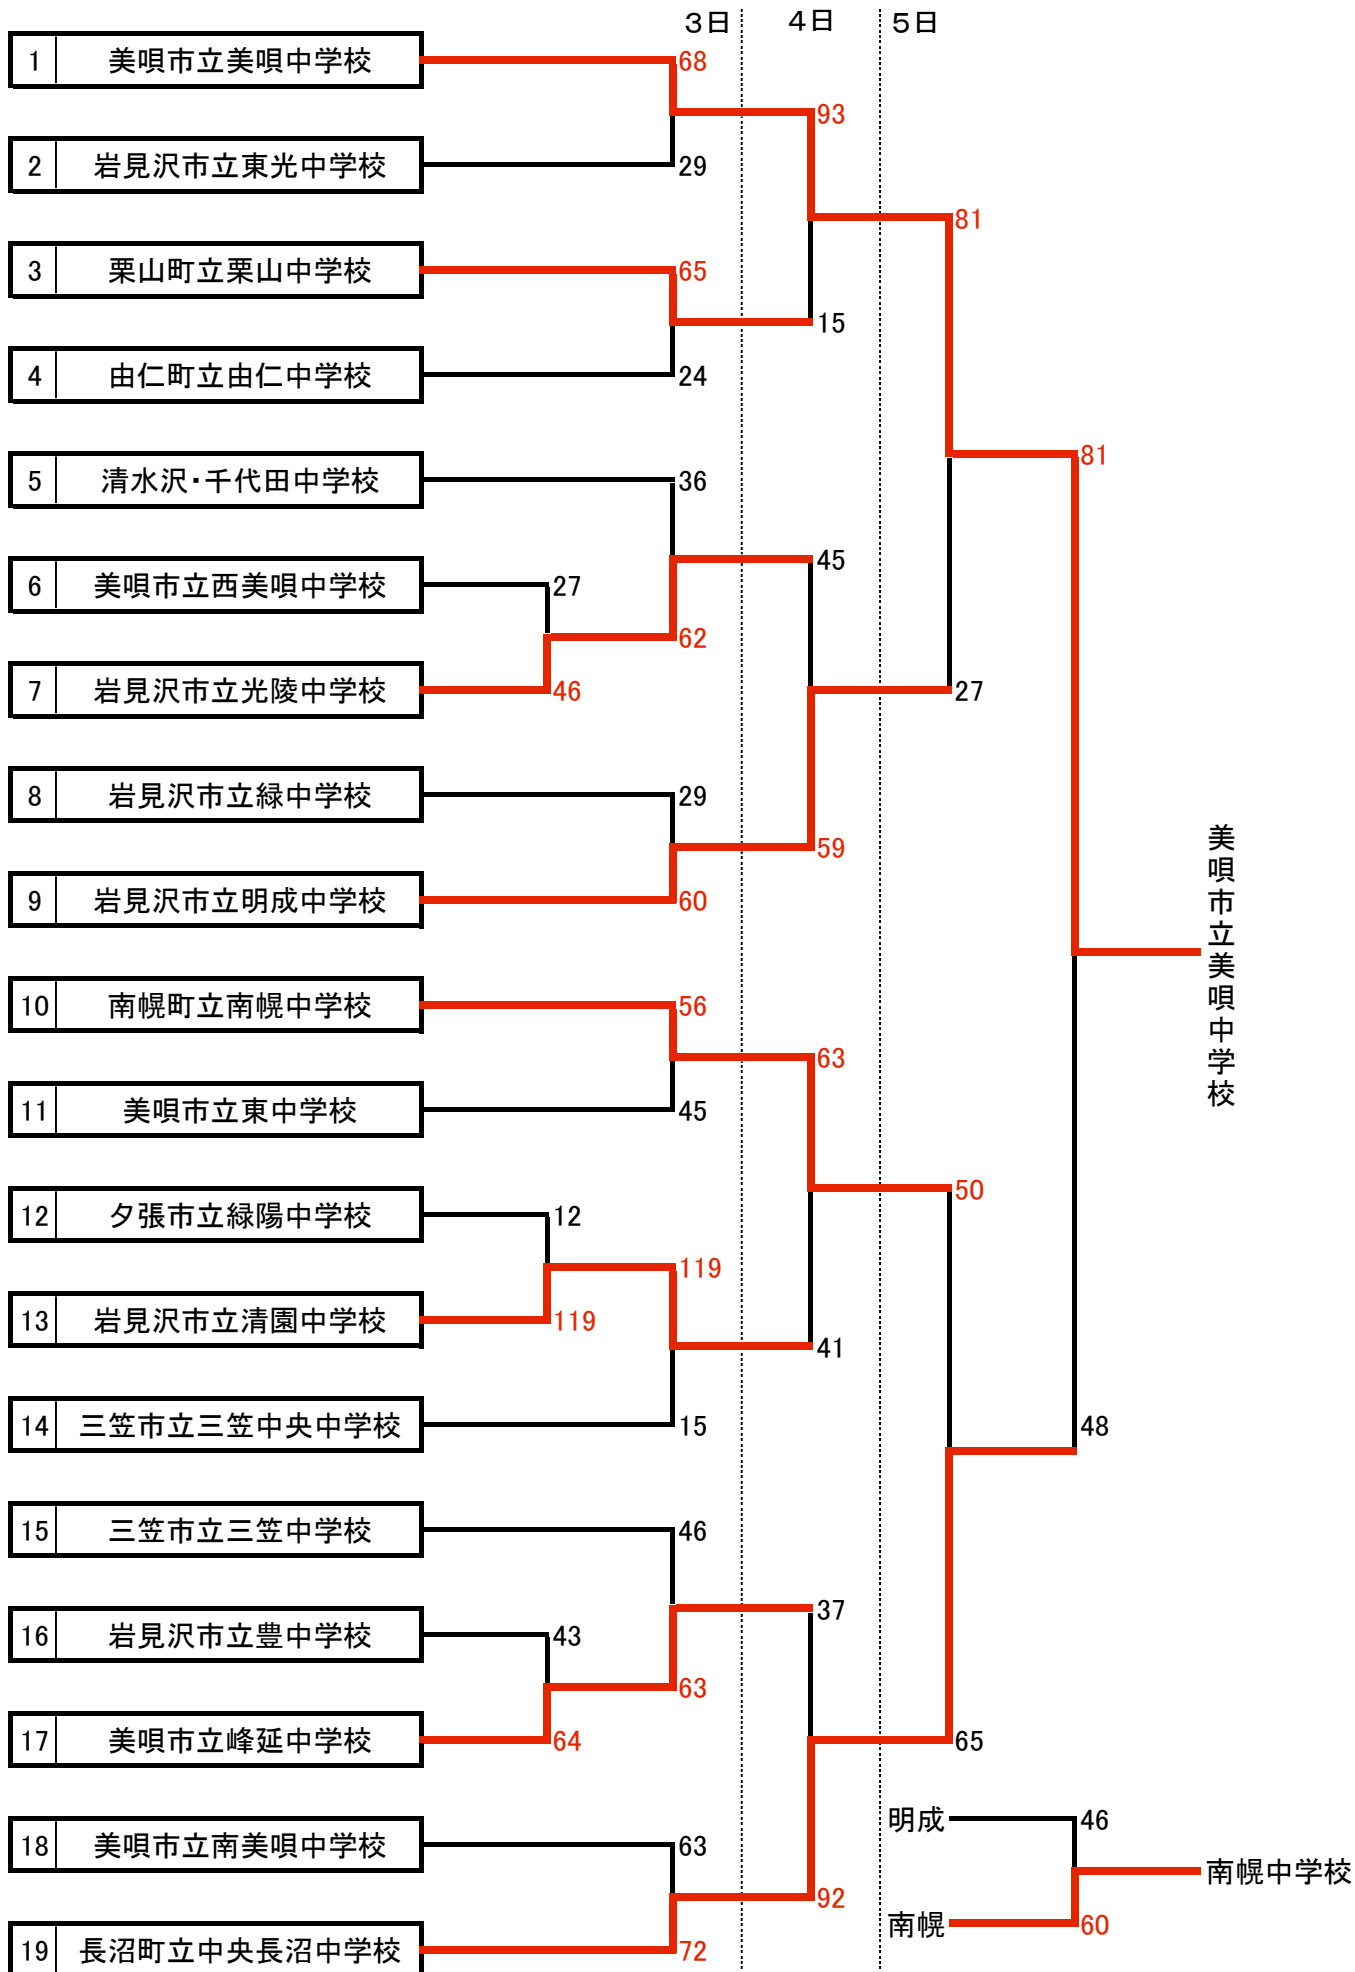 3日 4日 5日
1 美唄市立美唄中学校 68
93
2 岩見沢市立東光中学校 29
81
3 栗山町立栗山中学校 65
15
4 由仁町立由仁中学校 24
81
5 清水沢・千代田中学校 36
45
6 美唄市立西美唄中学校 27
62
7 岩見沢市立光陵中学校 46
27
8 岩見沢市立緑中学校 29
59
9 岩見沢市立明成中学校 60
美唄市立美唄中学校
10 南幌町立南幌中学校 56
63
11 美唄市立東中学校 45
50
12 夕張市立緑陽中学校 12
119
13 岩見沢市立清園中学校 119
41
14 三笠市立三笠中央中学校 15
48
15 三笠市立三笠中学校 46
37
16 岩見沢市立豊中学校 43
63
17 美唄市立峰延中学校 64
65
明成 46
18 美唄市立南美唄中学校 63
南幌中学校
92
南幌 60
19 長沼町立中央長沼中学校 72